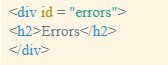 <div id = "errors">
<h2>Errors</h2>
</div>